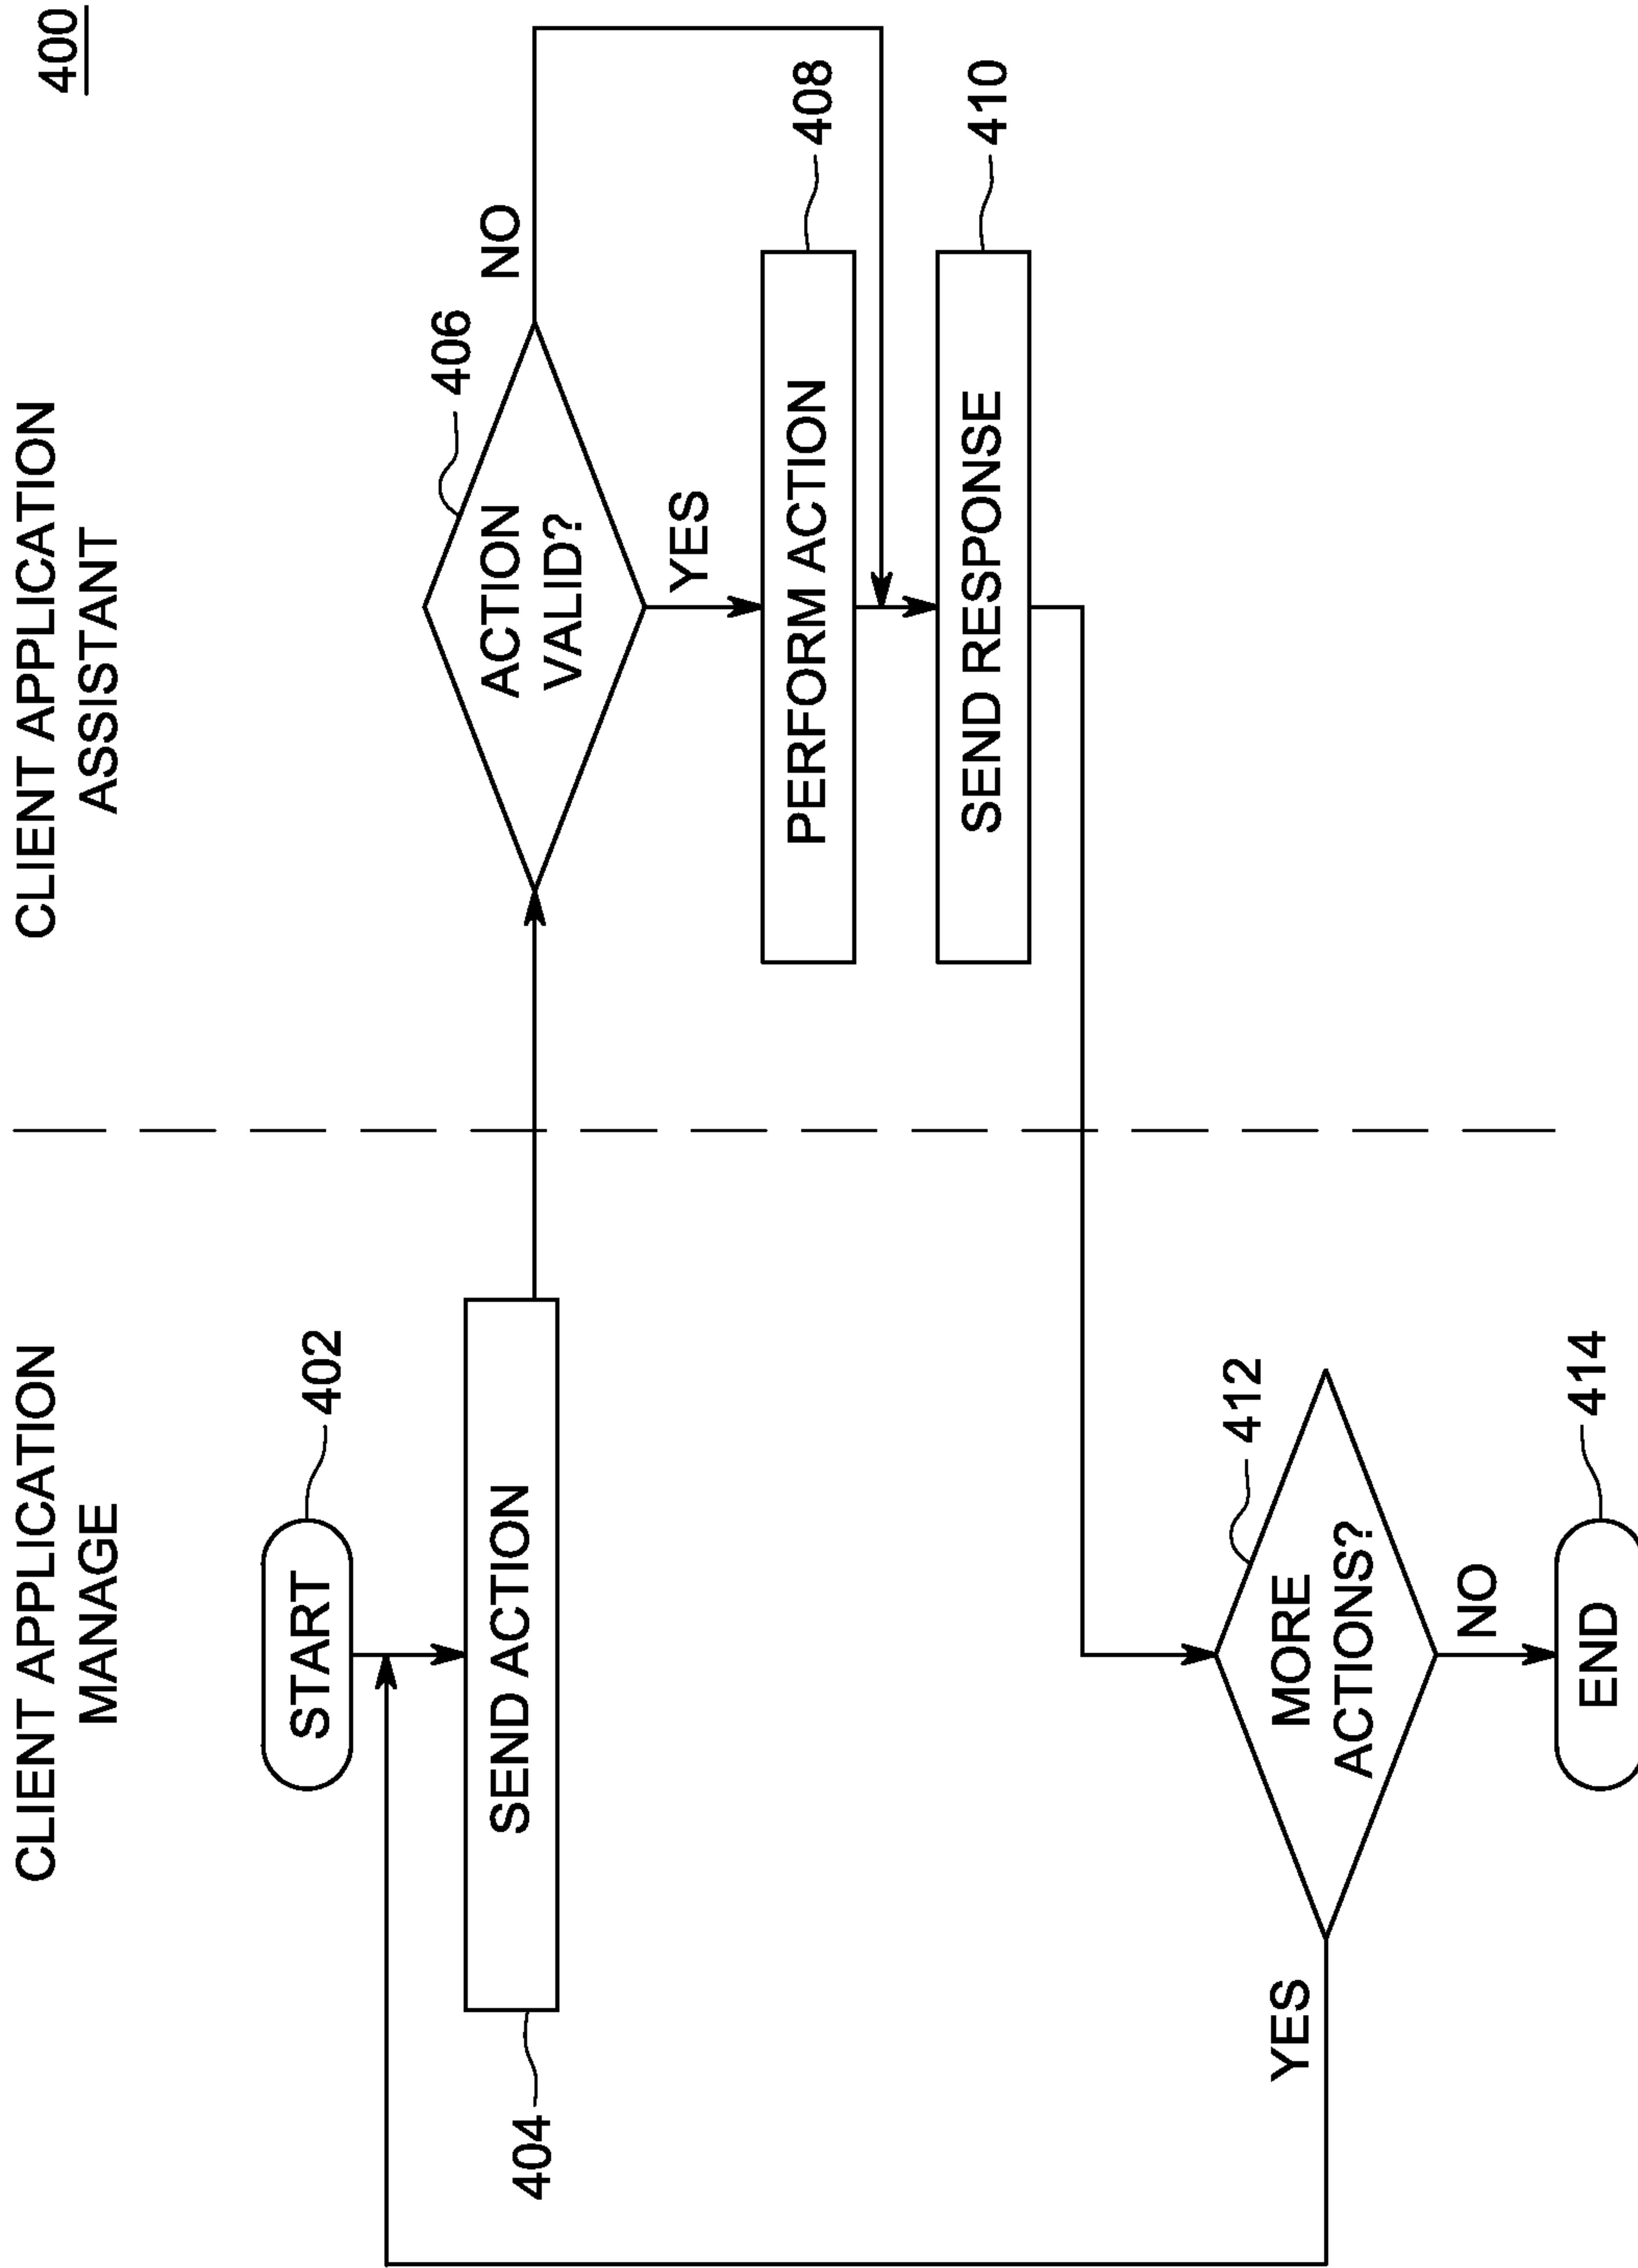 400
CLIENT APPLICATION
MANAGE
CLIENT APPLICATION
ASSISTANT
START
402
SEND ACTION
404
ACTION
VALID?
406
NO
YES
PERFORM ACTION
408
SEND RESPONSE
410
MORE
ACTIONS?
412
YES
NO
END
414